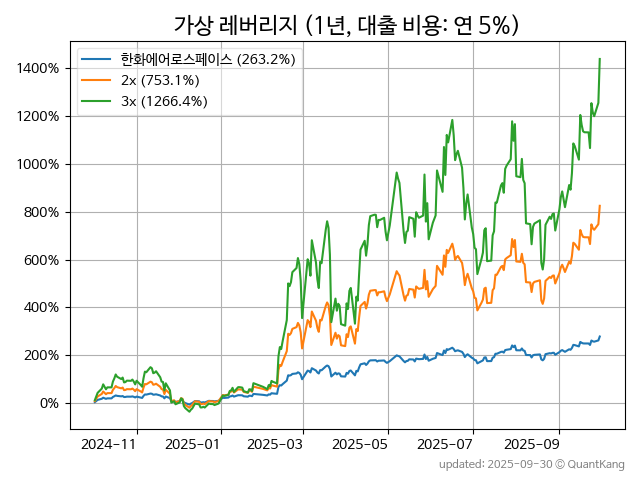 가상 레버리지 (1년, 대출 비용: 연 5%)
한화에어로스페이스 (263.2%)
2x (753.1%)
3x (1266.4%)
1400%
1200%
1000%
800%
600%
400%
200%
0%
2024-11 2025-01 2025-03 2025-05 2025-07 2025-09
updated: 2025-09-30 © QuantKang